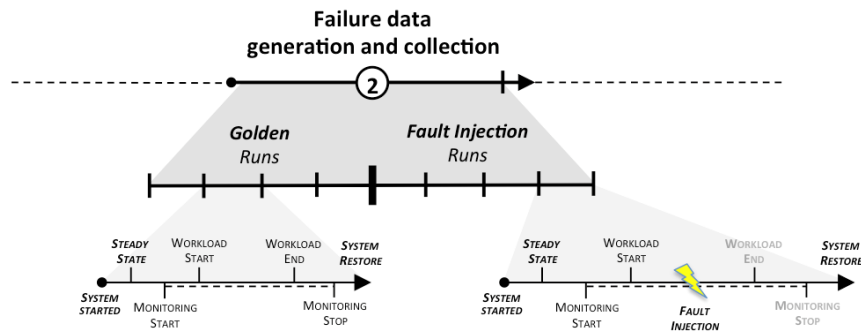 Failure data
generation and collection
2
Golden
Runs
Fault Injection
Runs
STEADY
STATE
WORKLOAD
START
WORKLOAD
END
SYSTEM
RESTORE
SYSTEM
STARTED
MONITORING
START
MONITORING
STOP
STEADY
STATE
WORKLOAD
START
WORKLOAD
END
SYSTEM
RESTORE
SYSTEM
STARTED
MONITORING
START
FAULT
INJECTION
MONITORING
STOP